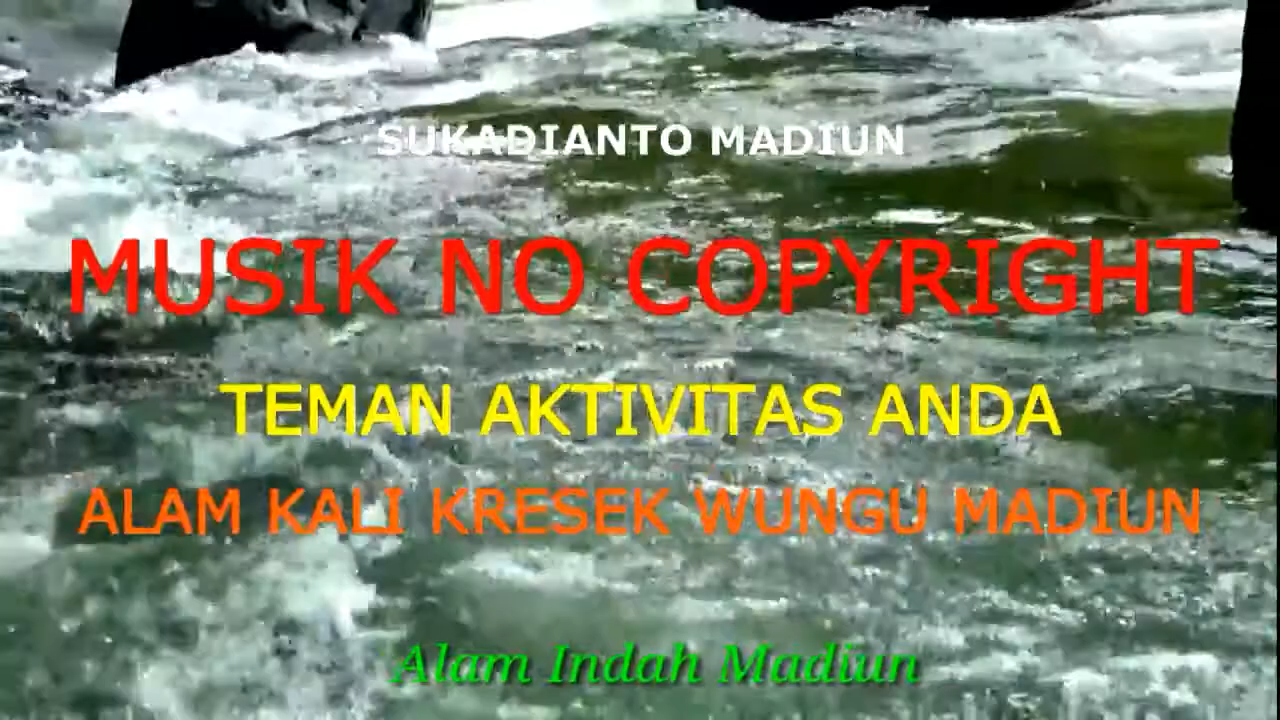 SUKADIANTO MADIUN
MUSIK NO COPYRIGHT
TEMAN AKTIVITAS ANDA
ALAM KALI KRESEK WUNGU MADIUN
Alam Indah Madiun